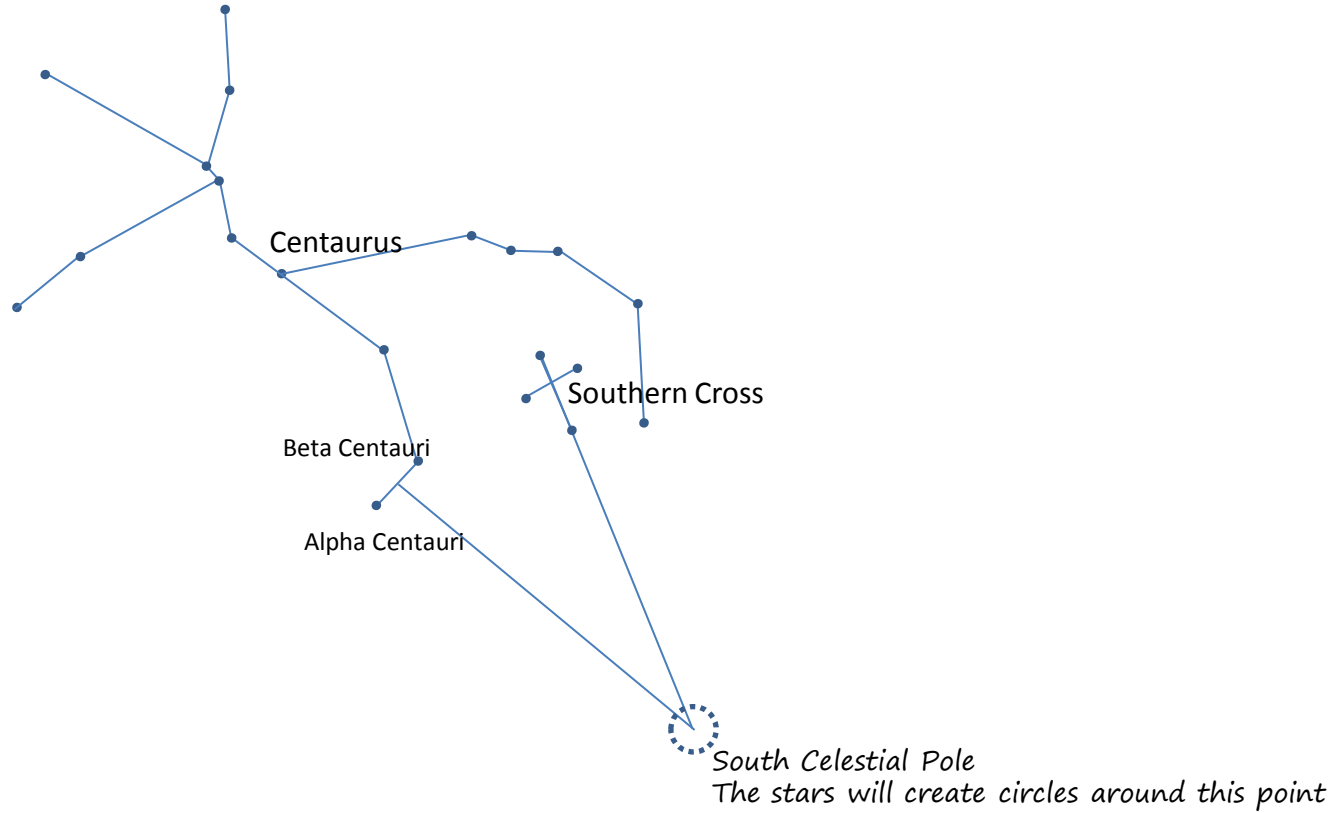 Centaurus
Southern Cross
Beta Centauri
Alpha Centauri
South Celestial Pole
The stars will create circles around this point